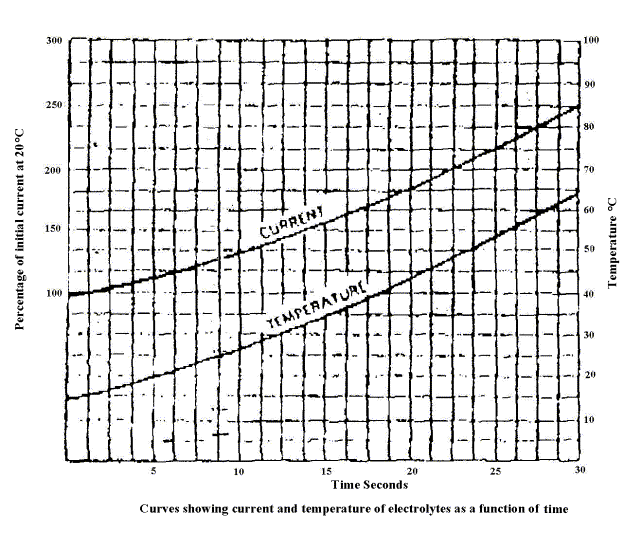 300
250
200
150
100
Percentage of initial current at 20°C
100
90
80
70
60
50
40
30
20
10
Temperature °C
CURRENT
TEMPERATURE
5 10 15 20 25 30
Time Seconds
Curves showing current and temperature of electrolytes as a function of time